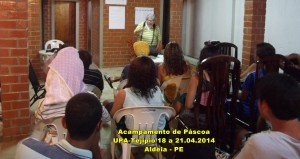 Acampamento de Páscoa
UPA-Tejipió 18 a 21.04.2014
Aldeia - PE